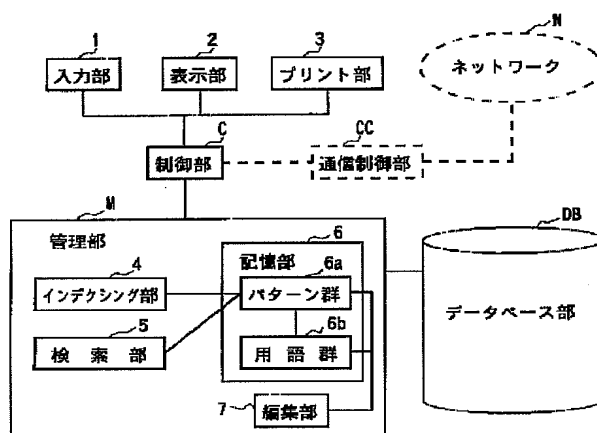 1
入力部
2
表示部
3
プリント部
N
ネットワーク
C
制御部
CC
通信制御部
M
管理部
4
インデクシング部
5
検索部
6
記憶部
6a
パターン群
6b
用語群
7
編集部
DB
データベース部